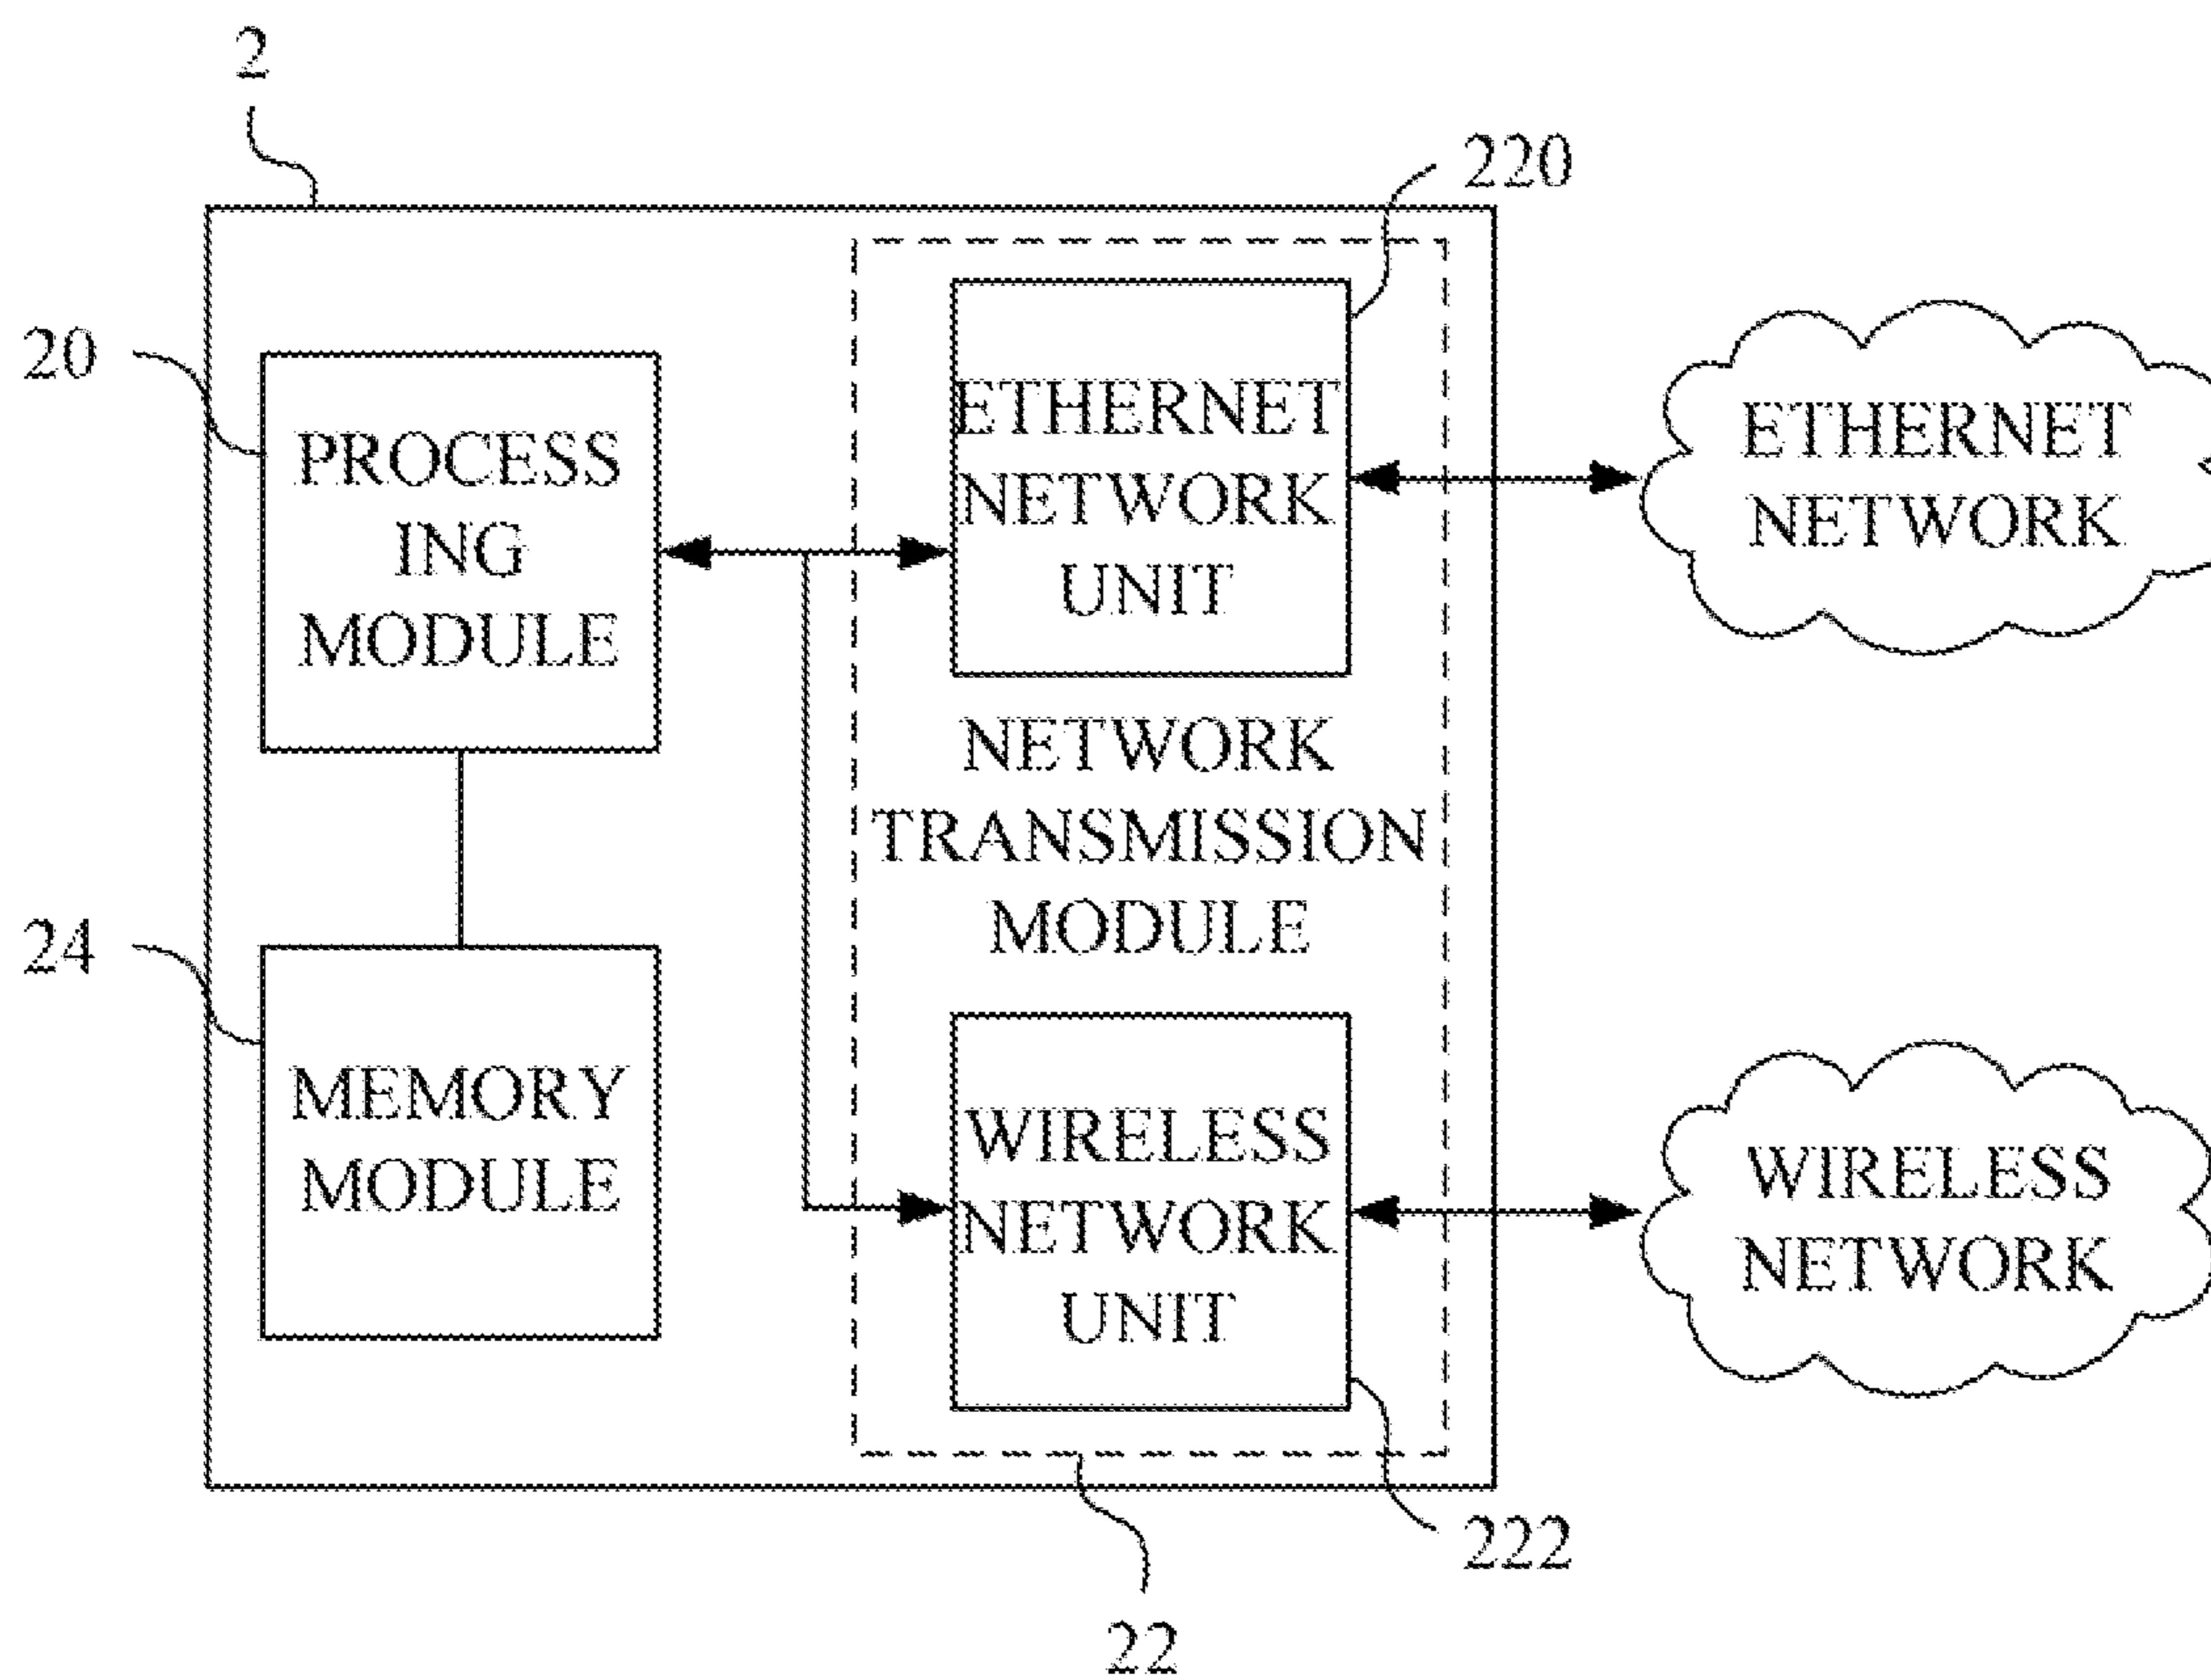 2
220
20
PROCESS
ING
MODULE
ETHERNET
NETWORK
UNIT
ETHERNET
NETWORK
NETWORK
TRANSMISSION
MODULE
24
MEMORY
MODULE
WIRELESS
NETWORK
UNIT
WIRELESS
NETWORK
222
22